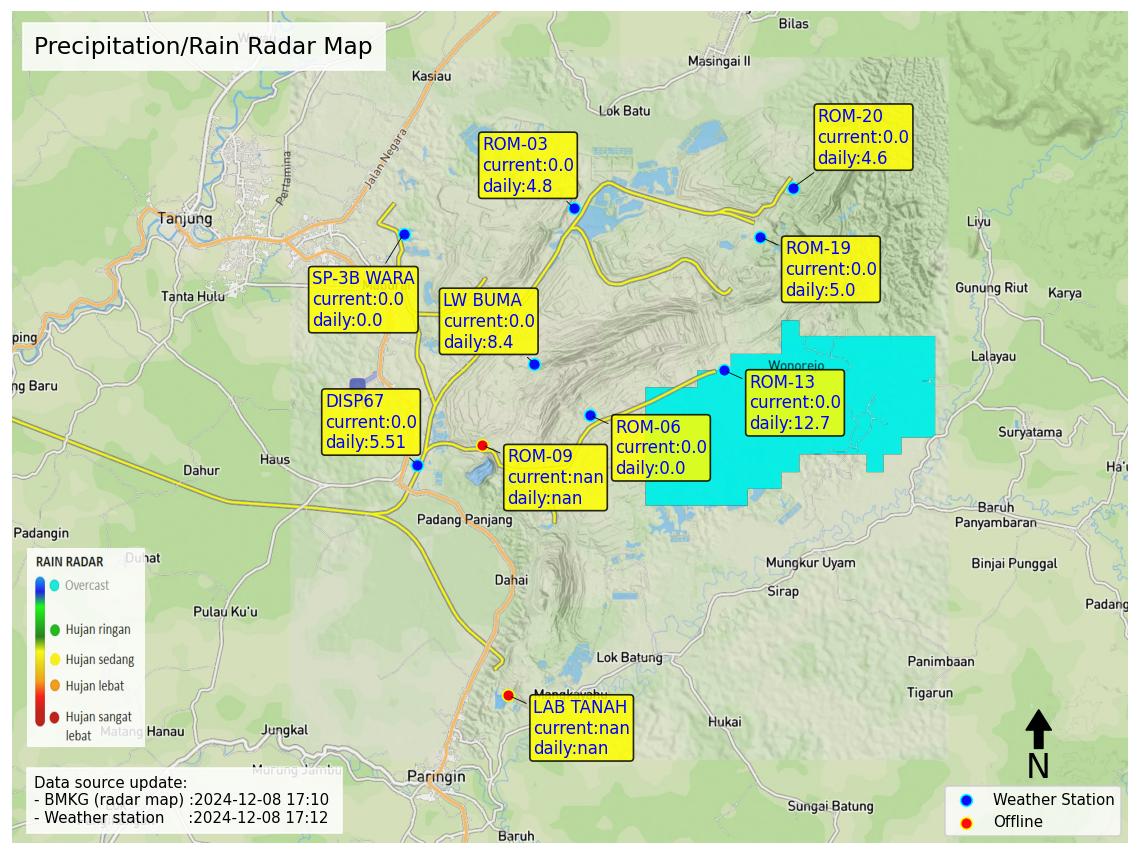 Precipitation/Rain Radar Map
Bilas
Masingai II
Kasiau
Lok Batu
Jalan Negara
Pertamina
Tanjung
Tanta Hulu
ROM-20
current:0.0
daily:4.6
ROM-03
current:0.0
daily:4.8
ROM-19
current:0.0
daily:5.0
SP-3B WARA
current:0.0
daily:0.0
LW BUMA
current:0.0
daily:8.4
Liyu
Gunung Riut
Karya
Lalayau
ping
ng Baru
Wonorejo
ROM-13
current:0.0
daily:12.7
DISP67
current:0.0
daily:5.51
ROM-06
current:0.0
daily:0.0
ROM-09
current:nan
daily:nan
Suryatama
Ha'u
Haus
Dahur
Padang Panjang
Baruh
Panyambaran
Padangin
Duhat
Binjai Punggal
Mungkur Uyam
Sirap
Dahai
Padang
Pulau Ku'u
RAIN RADAR
Overcast
Hujan ringan
Hujan sedang
Hujan lebat
Hujan sangat
lebat
Lok Batung
Panimbaan
Tigarun
Hukai
LAB TANAH
current:nan
daily:nan
Matang Hanau
Jungkal
Murung Jambu
Paringin
Sungai Batung
Baruh
Data source update:
- BMKG (radar map) :2024-12-08 17:10
- Weather station :2024-12-08 17:12
N
Weather Station
Offline